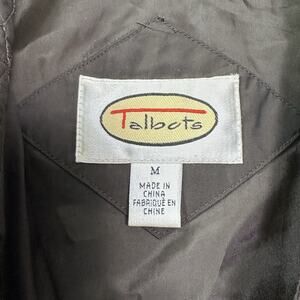 Talbots
M
MADE IN
CHINA
FABRIQUÉ EN
CHINE